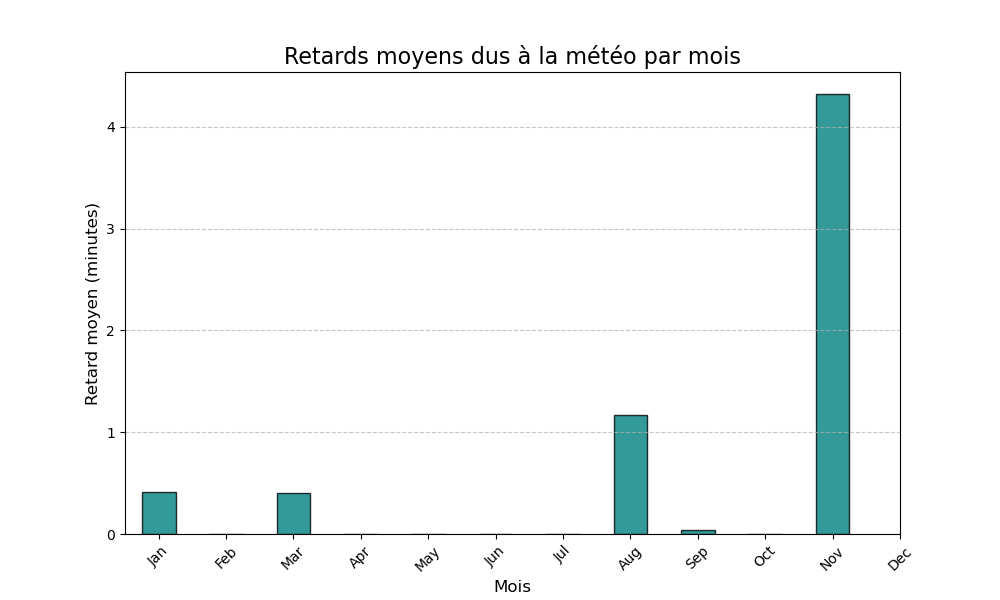 Retards moyens dus à la météo par mois
Retard moyen (minutes)
4
3
2
1
0
Jan Feb Mar Apr May Jun Jul Aug Sep Oct Nov Dec
Mois